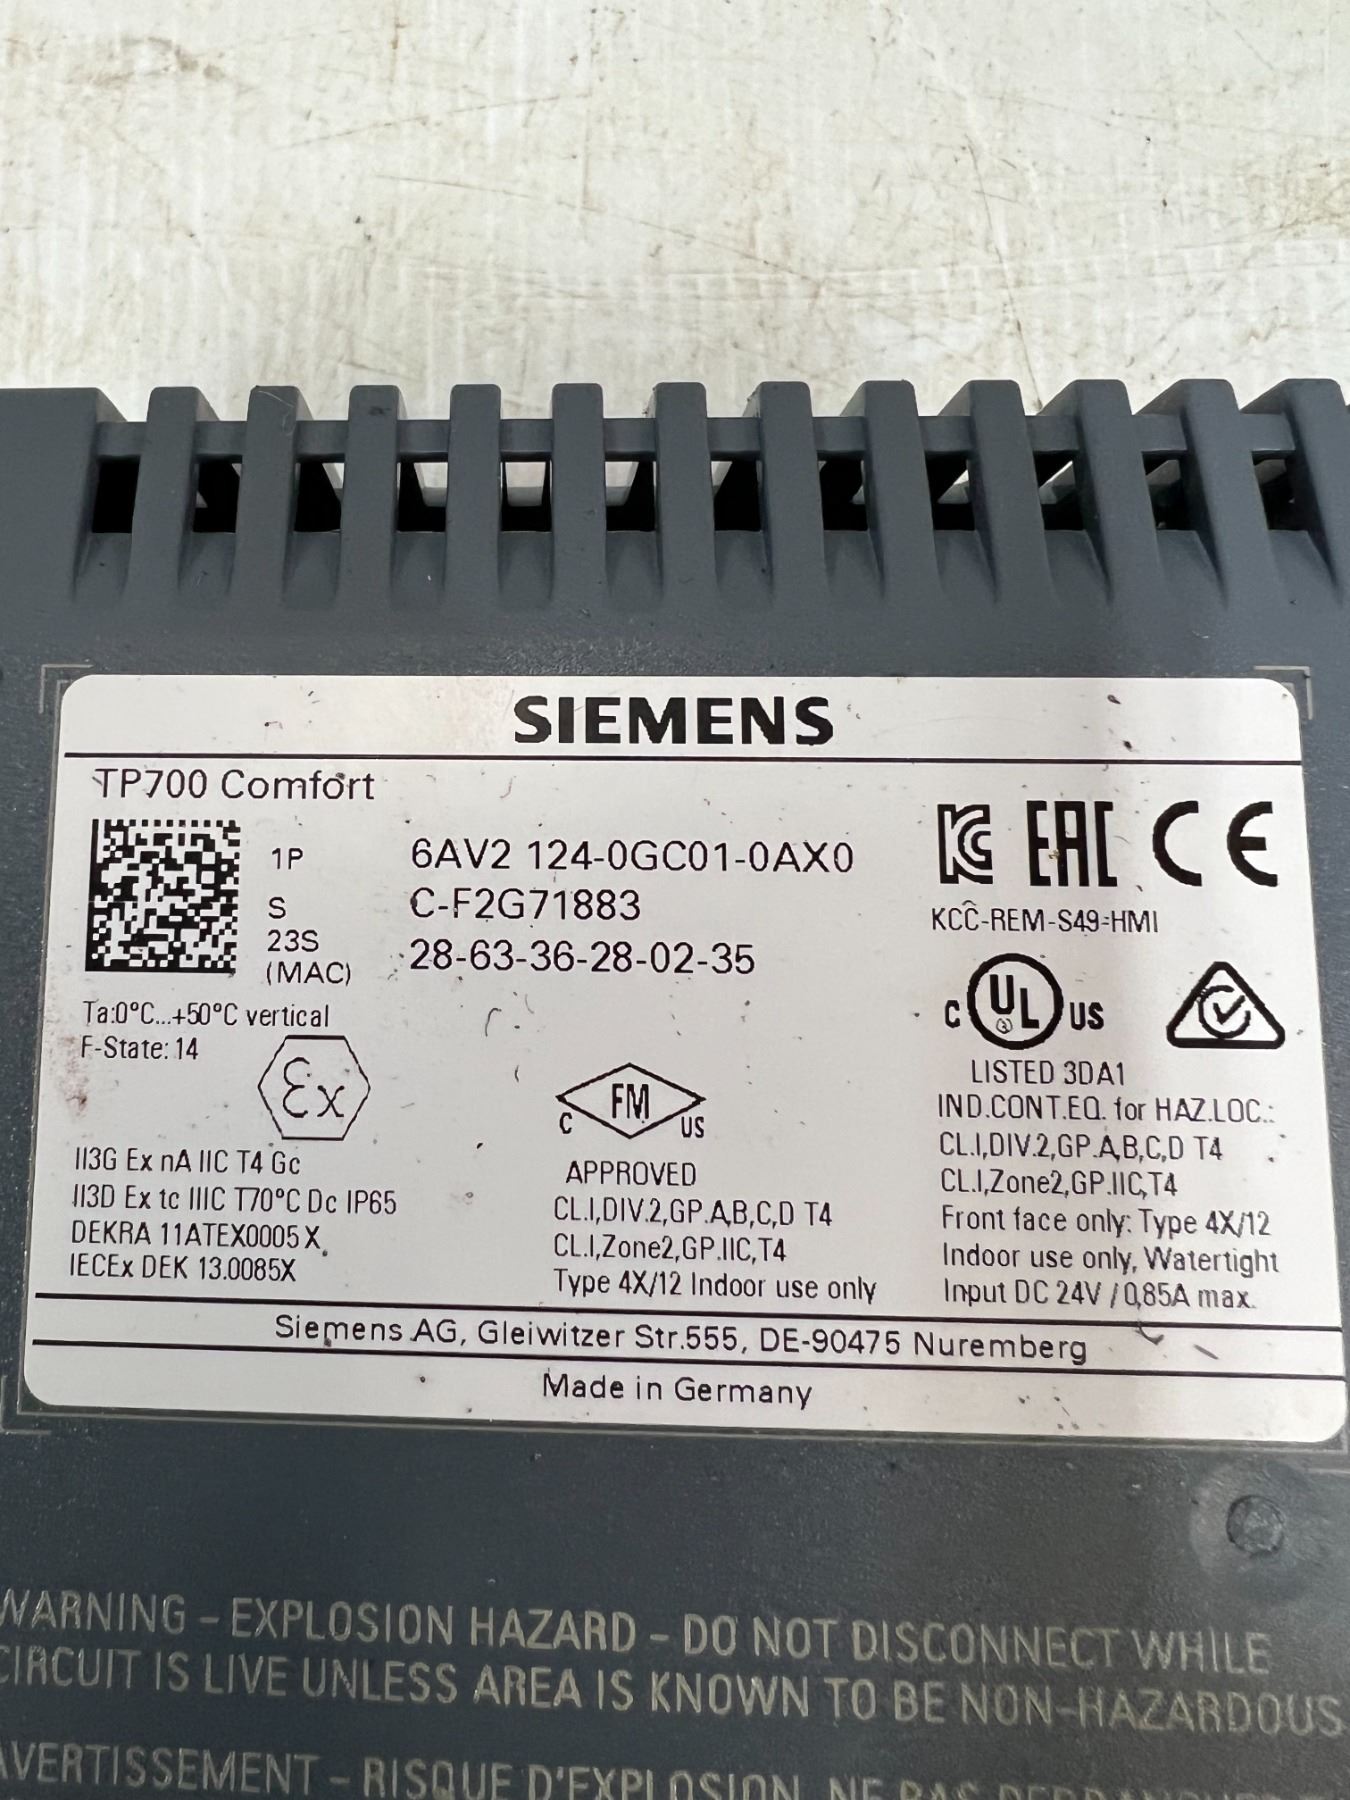 SIEMENS
TP700 Comfort
1P 6AV2 124-0GC01-0AX0
S C-F2G71883
23S (MAC) 28-63-36-28-02-35
Ta:0°C...+50°C vertical
F-State: 14
Ex
II3G Ex nA IIC T4 Gc
II3D Ex tc IIIC T70°C Dc IP65
DEKRA 11ATEX0005 X
IECEx DEK 13.0085X
C FM US
APPROVED
CL.I,DIV.2,GP.A,B,C,D T4
CL.I,Zone2,GP.IIC,T4
Type 4X/12 Indoor use only
KC EAC CE
KCC-REM-S49-HMI
C UL US
LISTED 3DA1
IND.CONT.EQ. for HAZ.LOC.:
CL.I,DIV.2,GP.A,B,C,D T4
CL.I,Zone2,GP.IIC,T4
Front face only: Type 4X/12
Indoor use only, Watertight
Input DC 24V / 0,85A max.
Siemens AG, Gleiwitzer Str.555, DE-90475 Nuremberg
Made in Germany
WARNING – EXPLOSION HAZARD – DO NOT DISCONNECT WHILE
CIRCUIT IS LIVE UNLESS AREA IS KNOWN TO BE NON-HAZARDOUS
AVERTISSEMENT – RISQUE D'EXPLOSION, NE PAS